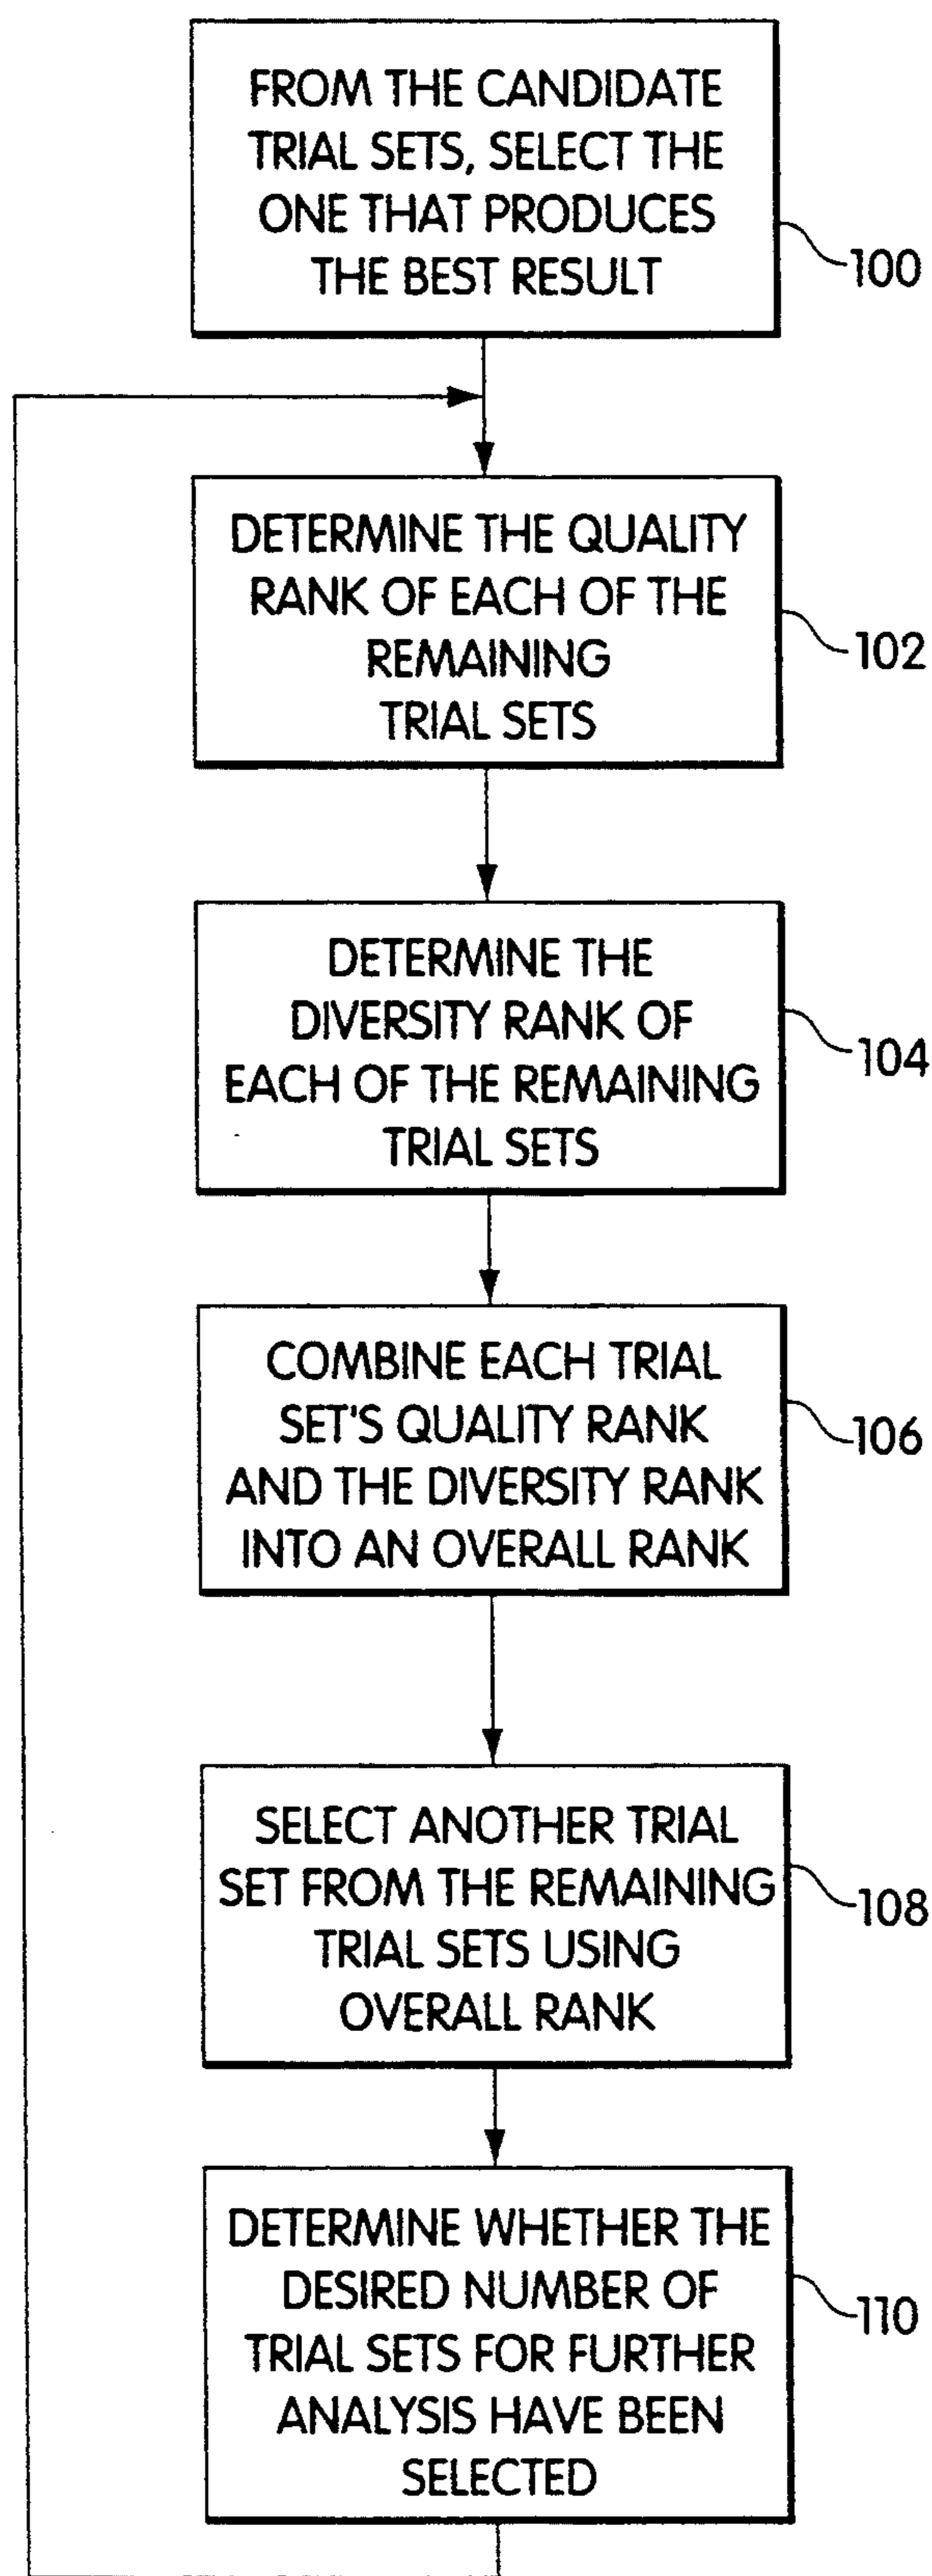 FROM THE CANDIDATE
TRIAL SETS, SELECT THE
ONE THAT PRODUCES
THE BEST RESULT
100
DETERMINE THE QUALITY
RANK OF EACH OF THE
REMAINING
TRIAL SETS
102
DETERMINE THE
DIVERSITY RANK OF
EACH OF THE REMAINING
TRIAL SETS
104
COMBINE EACH TRIAL
SET'S QUALITY RANK
AND THE DIVERSITY RANK
INTO AN OVERALL RANK
106
SELECT ANOTHER TRIAL
SET FROM THE REMAINING
TRIAL SETS USING
OVERALL RANK
108
DETERMINE WHETHER THE
DESIRED NUMBER OF
TRIAL SETS FOR FURTHER
ANALYSIS HAVE BEEN
SELECTED
110